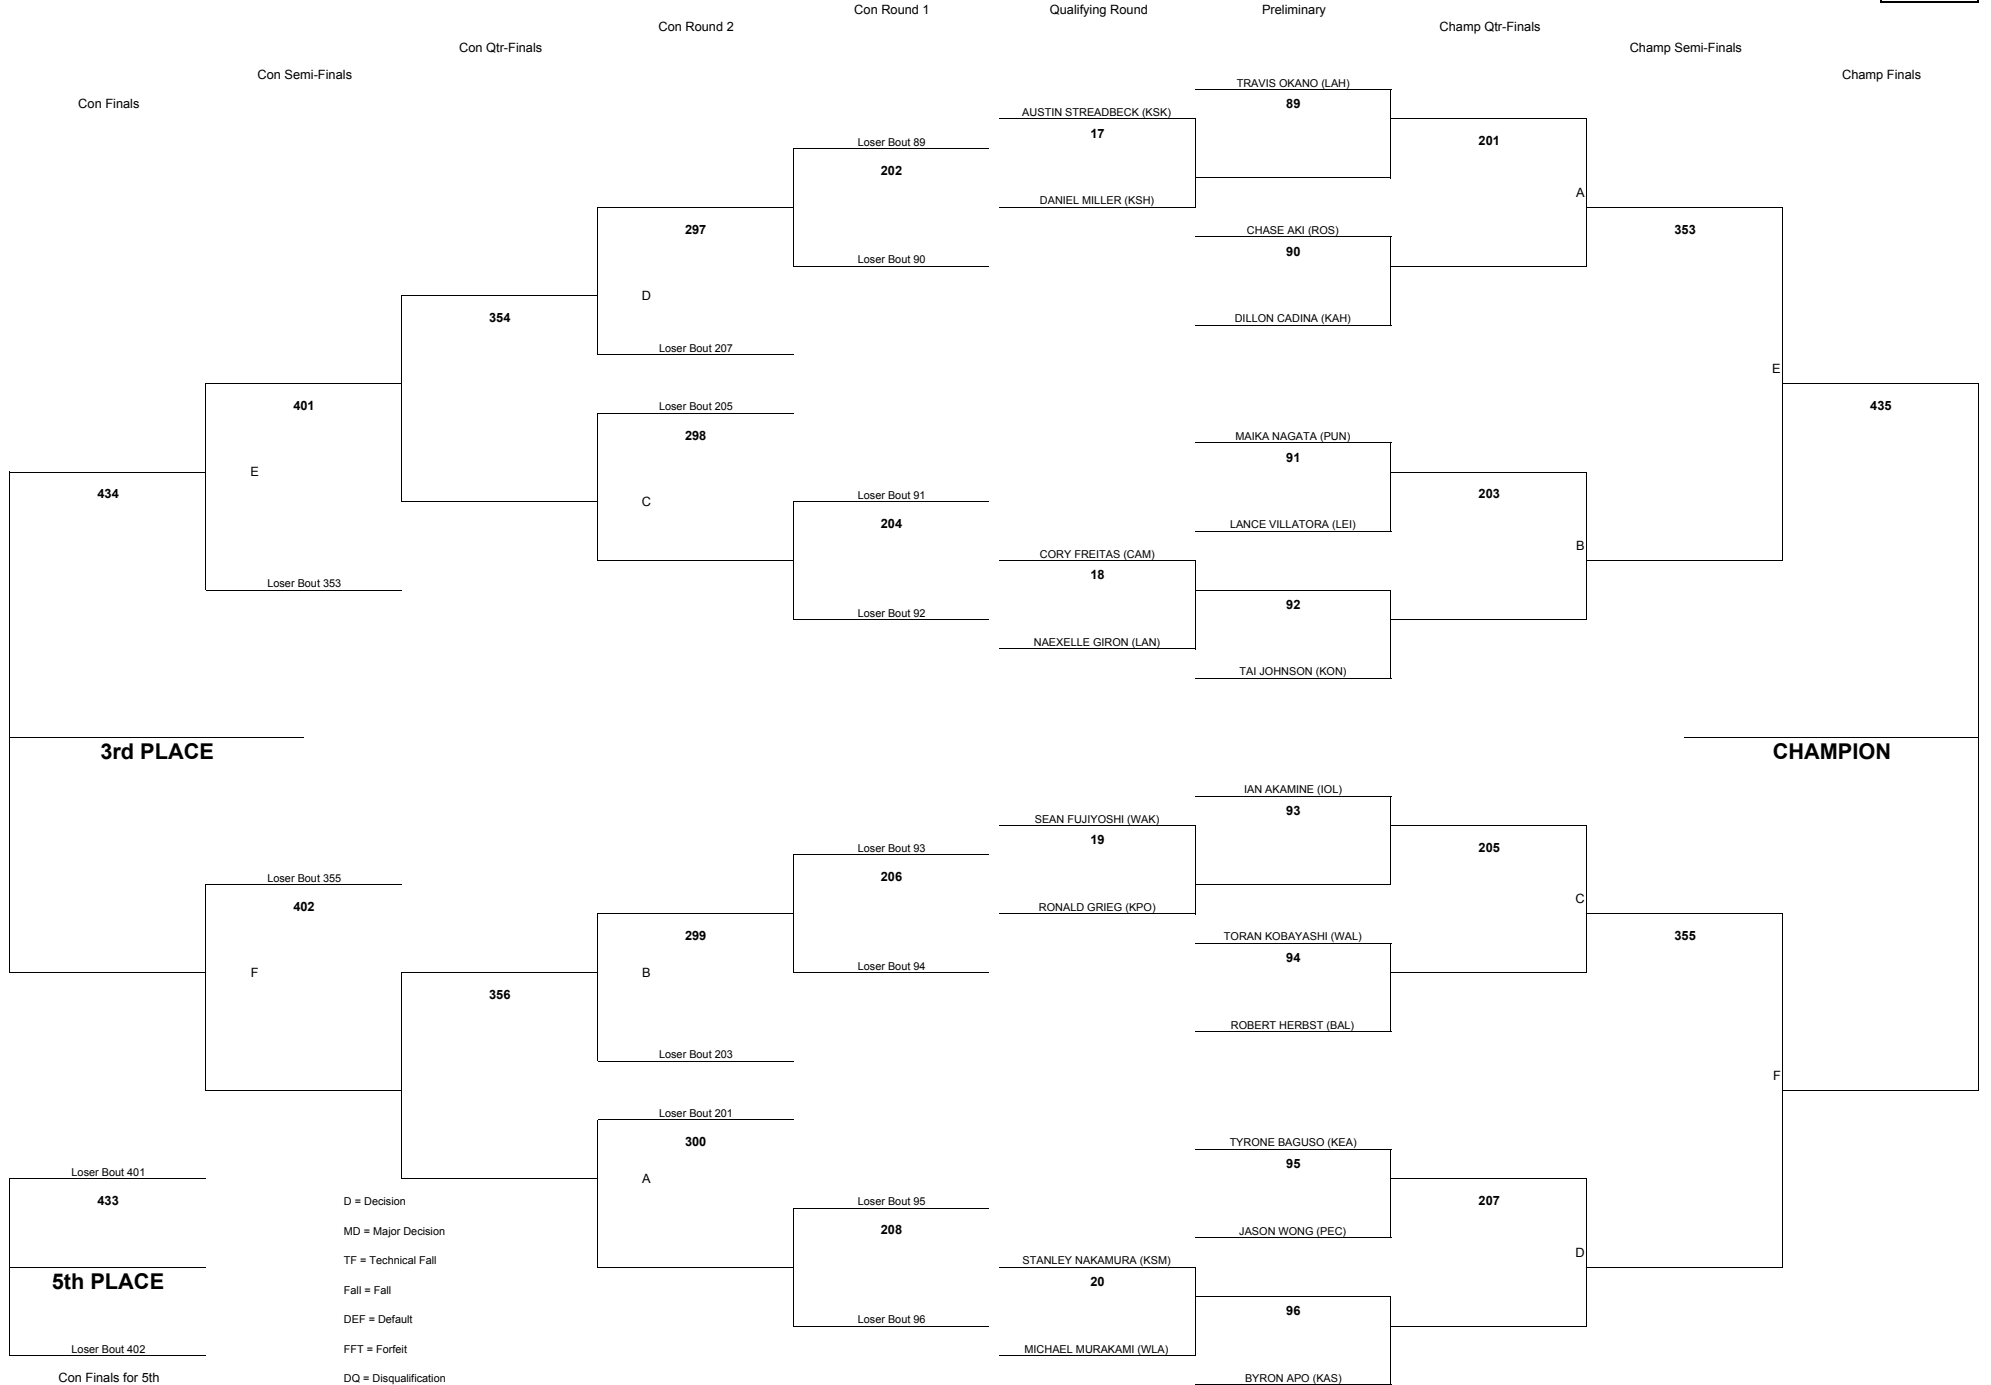 Con Round 1
Qualifying Round
Preliminary
Con Round 2
Champ Qtr-Finals
Con Qtr-Finals
Champ Semi-Finals
Con Semi-Finals
Champ Finals
Con Finals
TRAVIS OKANO (LAH)
89
AUSTIN STREADBECK (KSK)
17
201
Loser Bout 89
202
A
DANIEL MILLER (KSH)
297
CHASE AKI (ROS)
353
90
Loser Bout 90
D
354
DILLON CADINA (KAH)
Loser Bout 207
E
401
Loser Bout 205
435
298
MAIKA NAGATA (PUN)
91
E
434
C
Loser Bout 91
203
204
LANCE VILLATORA (LEI)
B
CORY FREITAS (CAM)
18
Loser Bout 353
92
Loser Bout 92
NAEXELLE GIRON (LAN)
TAI JOHNSON (KON)
3rd PLACE
CHAMPION
IAN AKAMINE (IOL)
93
SEAN FUJIYOSHI (WAK)
19
205
Loser Bout 93
206
Loser Bout 355
402
C
RONALD GRIEG (KPO)
299
TORAN KOBAYASHI (WAL)
355
94
Loser Bout 94
F
B
356
ROBERT HERBST (BAL)
Loser Bout 203
F
Loser Bout 201
300
TYRONE BAGUSO (KEA)
95
Loser Bout 401
A
433
D = Decision
Loser Bout 95
207
208
MD = Major Decision
JASON WONG (PEC)
D
TF = Technical Fall
STANLEY NAKAMURA (KSM)
5th PLACE
20
Fall = Fall
96
DEF = Default
Loser Bout 96
Loser Bout 402
FFT = Forfeit
MICHAEL MURAKAMI (WLA)
Con Finals for 5th
DQ = Disqualification
BYRON APO (KAS)